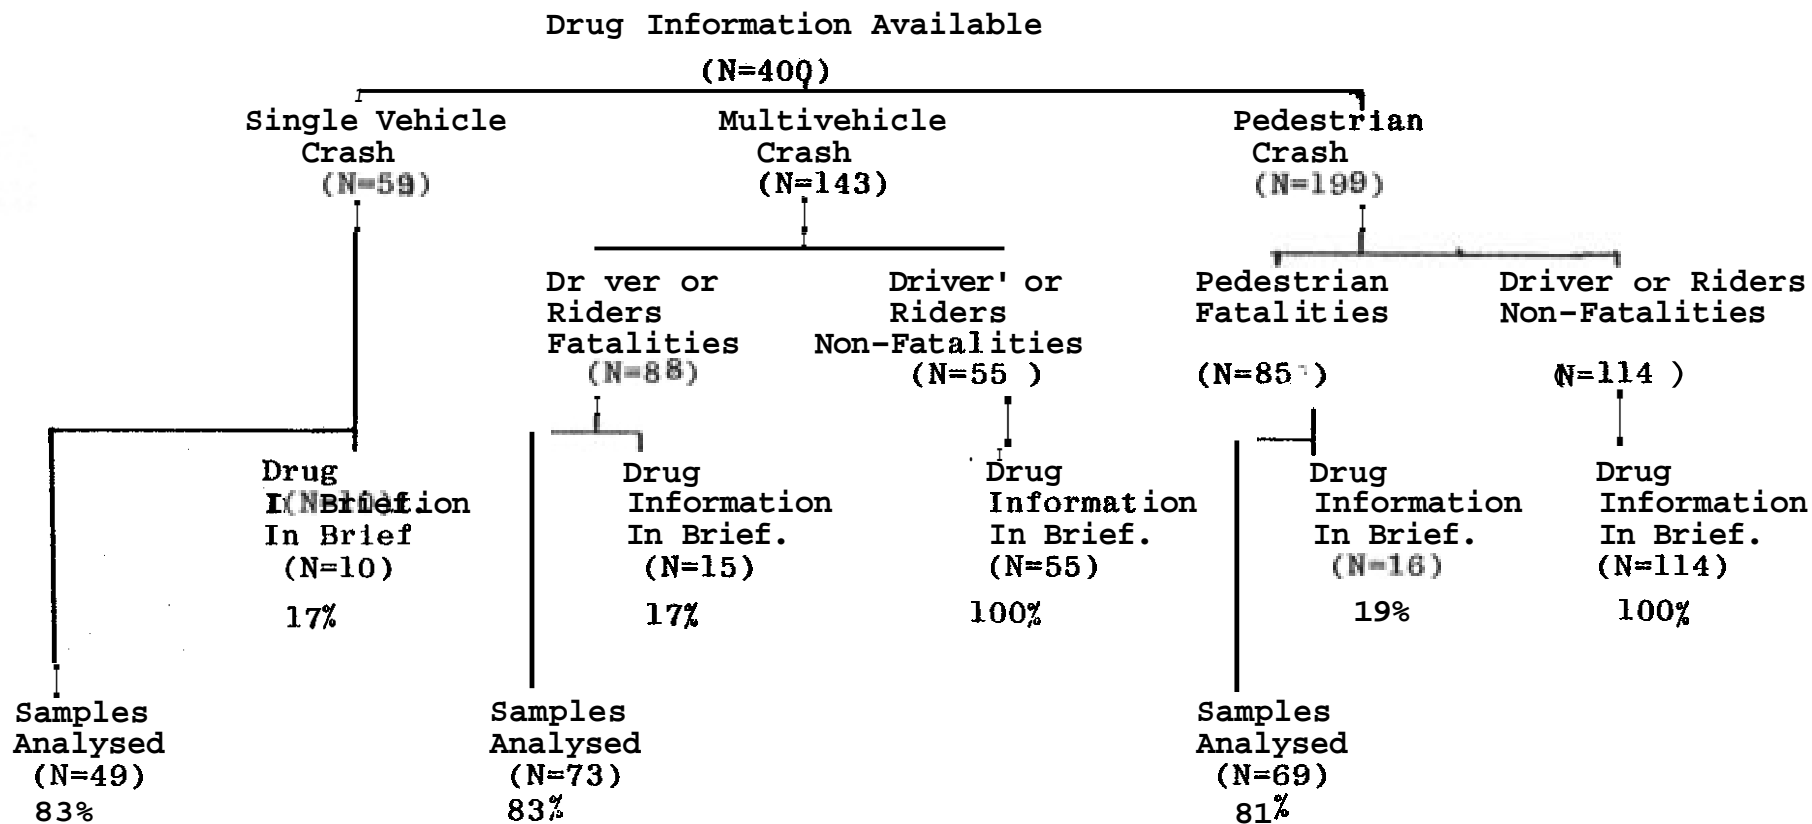 Drug Information Available
(N=400)
Single Vehicle
Crash
(N=59)
Multivehicle
Crash
(N=143)
Pedestrian
Crash
(N=199)
Dr ver or
Riders
Fatalities
(N=88)
Driver' or
Riders
Non-Fatalities
(N=55 )
Pedestrian
Fatalities
(N=85 )
Driver or Riders
Non-Fatalities
(N=114 )
Drug
In Brief
(N=10)
17%
Drug
Information
In Brief.
(N=15)
17%
Drug
Information
In Brief.
(N=55)
100%
Drug
Information
In Brief.
(N=16)
19%
Drug
Information
In Brief.
(N=114)
100%
Samples
Analysed
(N=49)
83%
Samples
Analysed
(N=73)
83%
Samples
Analysed
(N=69)
81%